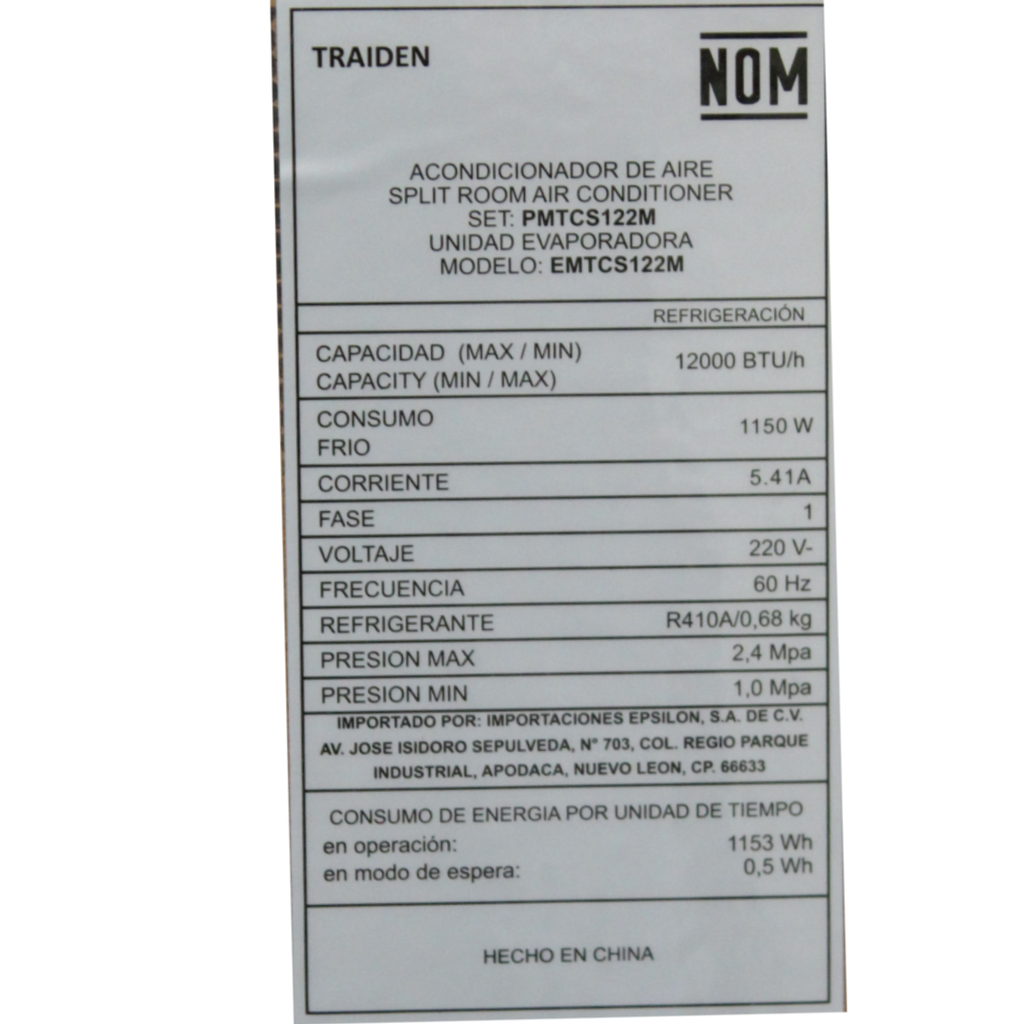 TRAIDEN
NOM
ACONDICIONADOR DE AIRE
SPLIT ROOM AIR CONDITIONER
SET: PMTCS122M
UNIDAD EVAPORADORA
MODELO: EMTCS122M
REFRIGERACIÓN
CAPACIDAD (MAX / MIN)
CAPACITY (MIN / MAX)
12000 BTU/h
CONSUMO
FRIO
1150 W
CORRIENTE 5.41A
FASE 1
VOLTAJE 220 V-
FRECUENCIA 60 Hz
REFRIGERANTE R410A/0,68 kg
PRESION MAX 2,4 Mpa
PRESION MIN 1,0 Mpa
IMPORTADO POR: IMPORTACIONES EPSILON, S.A. DE C.V.
AV. JOSE ISIDORO SEPULVEDA, N° 703, COL. REGIO PARQUE
INDUSTRIAL, APODACA, NUEVO LEON, CP. 66633
CONSUMO DE ENERGIA POR UNIDAD DE TIEMPO
en operación: 1153 Wh
en modo de espera: 0,5 Wh
HECHO EN CHINA